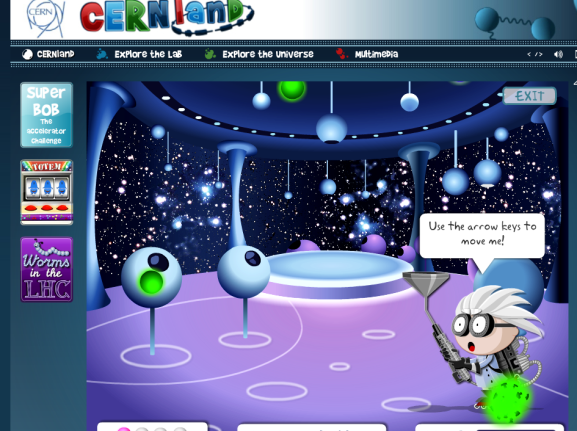 CERN
CERNland
CERNland
Explore the Lab
Explore the Universe
Multimedia
</>
Super
BOB
The
accelerator
challenge
EXIT
TOTEM
Use the arrow keys to
move me!
Worms
in the
LHC